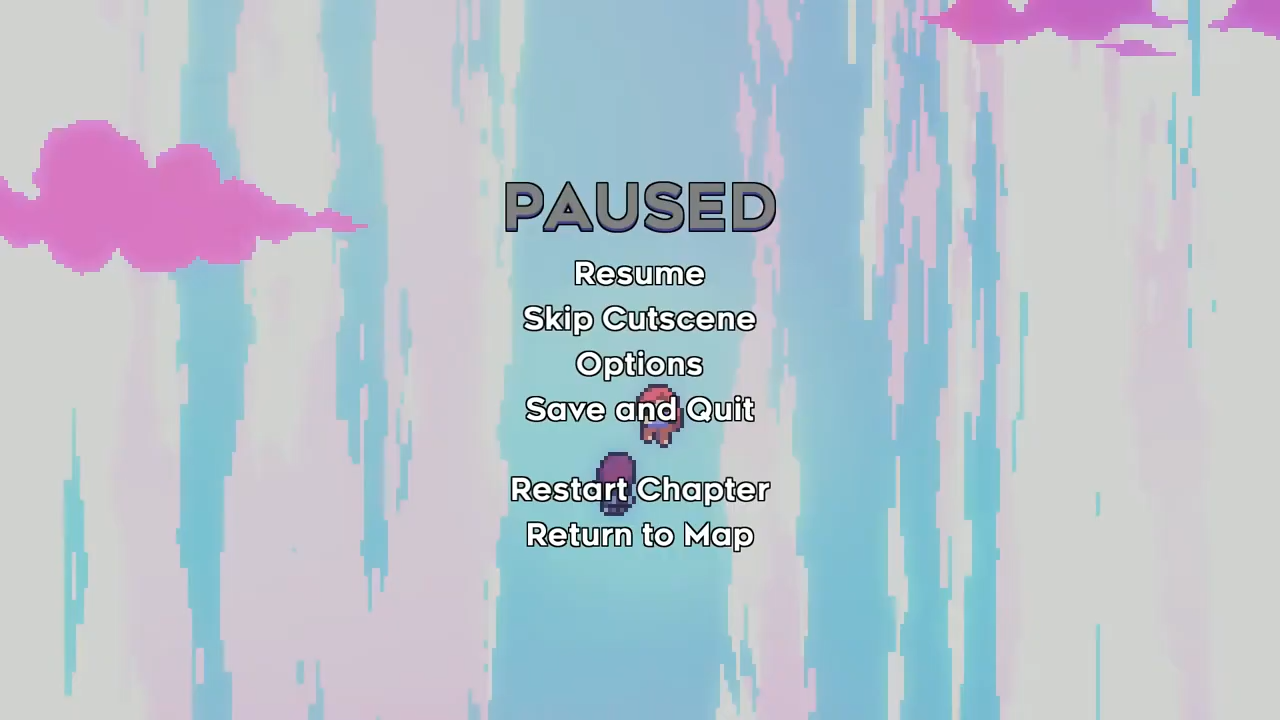 PAUSED
Resume
Skip Cutscene
Options
Save and Quit
Restart Chapter
Return to Map